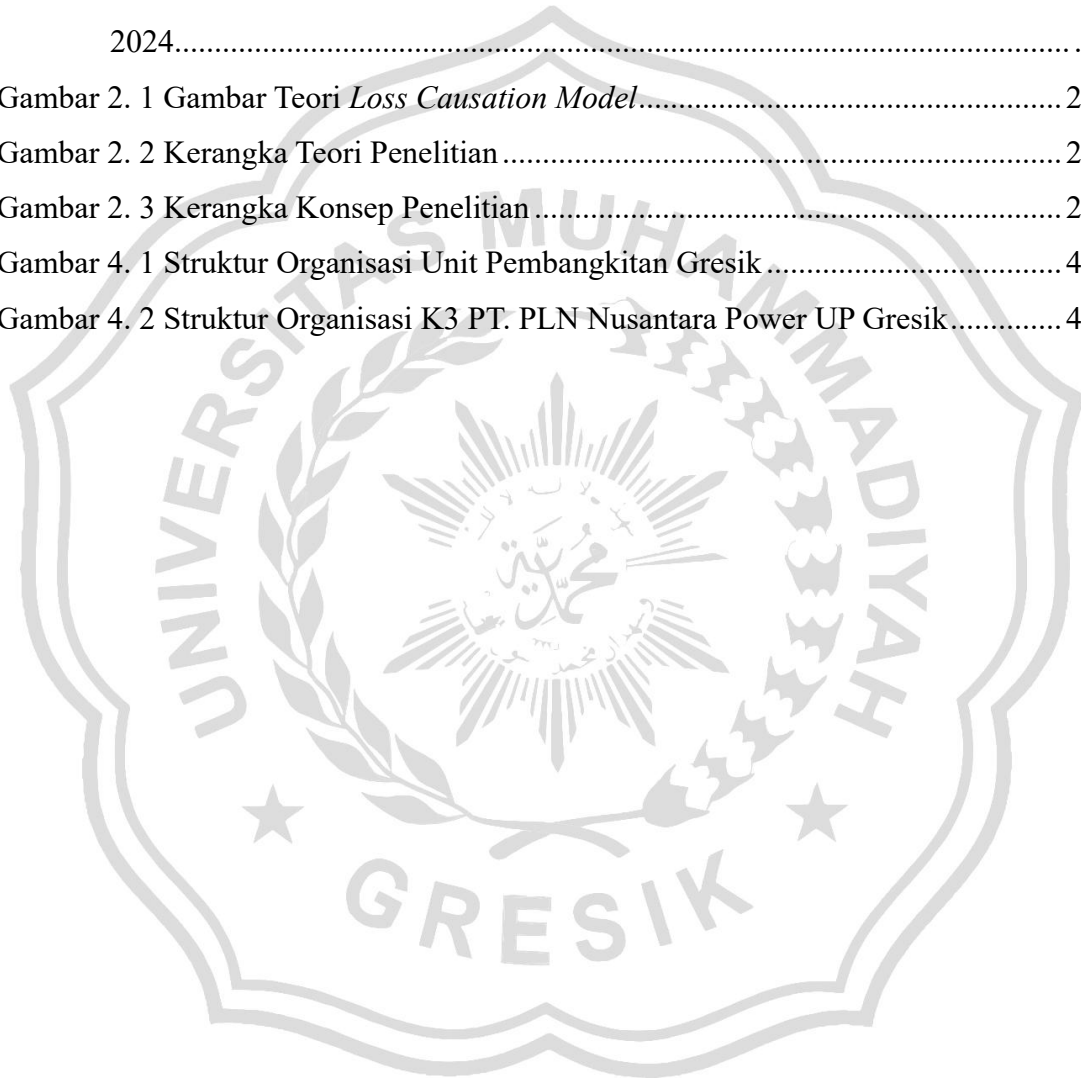 2024.................................................................................................................. .
Gambar 2. 1 Gambar Teori Loss Causation Model..................................................... 2
Gambar 2. 2 Kerangka Teori Penelitian ...................................................................... 2
Gambar 2. 3 Kerangka Konsep Penelitian .................................................................. 2
Gambar 4. 1 Struktur Organisasi Unit Pembangkitan Gresik ..................................... 4
Gambar 4. 2 Struktur Organisasi K3 PT. PLN Nusantara Power UP Gresik.............. 4
UNIVERSITAS MUHAMMADIYAH
محمدية
GRESIK